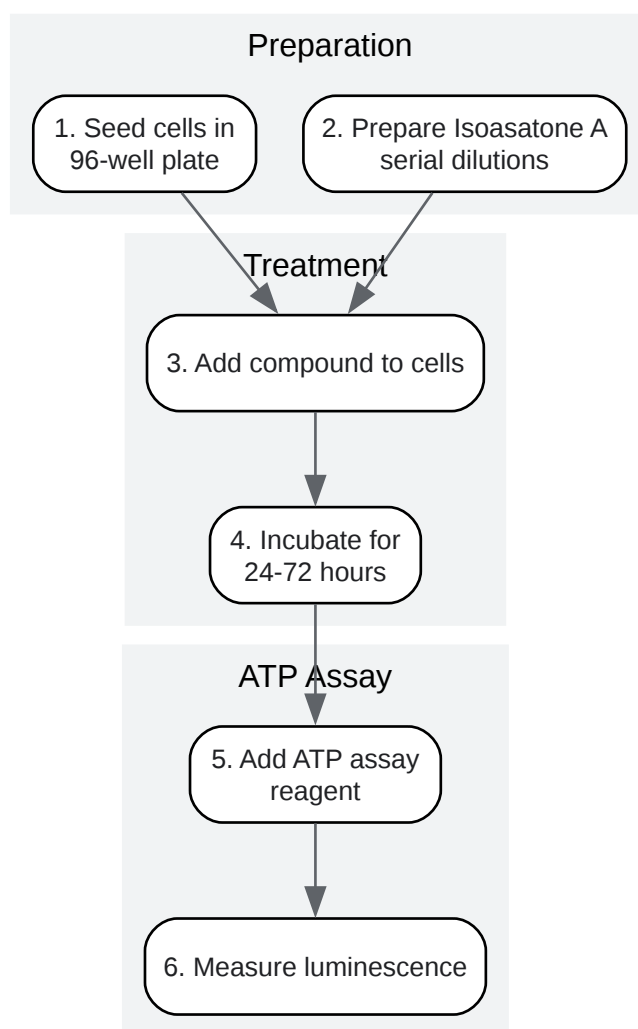 Preparation
1. Seed cells in
96-well plate
2. Prepare Isoasatone A
serial dilutions
Treatment
3. Add compound to cells
4. Incubate for
24-72 hours
ATP Assay
5. Add ATP assay
reagent
6. Measure luminescence